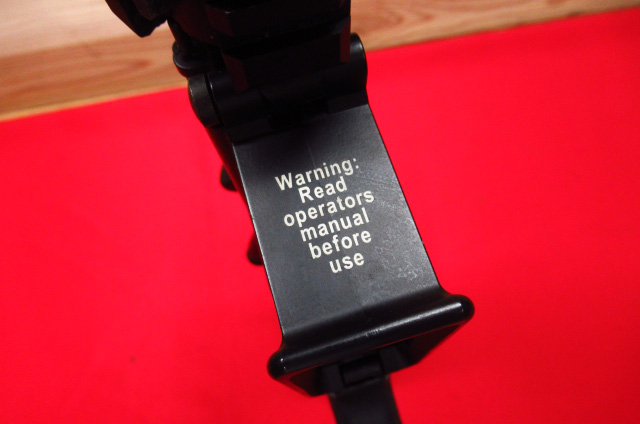 Warning:
Read
operators
manual
before
use